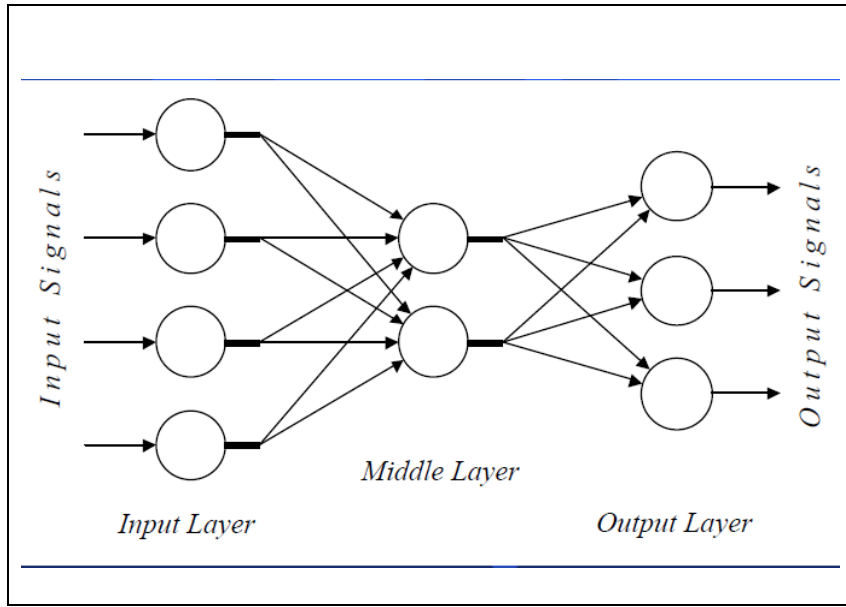 Input Signals
Output Signals
Middle Layer
Input Layer
Output Layer